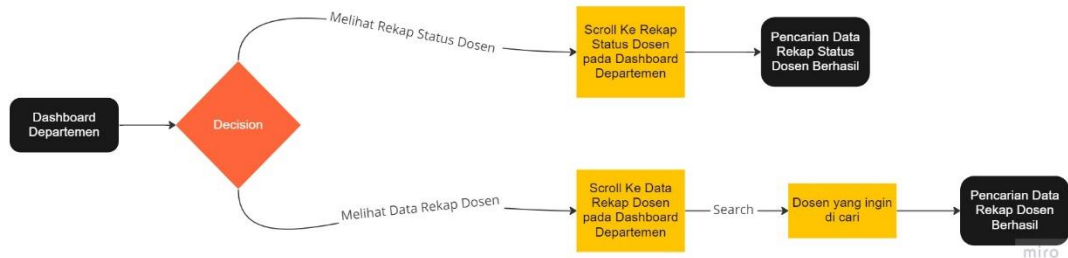 Melihat Rekap Status Dosen
Scroll Ke Rekap
Status Dosen
pada Dashboard
Departemen
Pencarian Data
Rekap Status
Dosen Berhasil
Dashboard
Departemen
Decision
Melihat Data Rekap Dosen
Scroll Ke Data
Rekap Dosen
pada Dashboard
Departemen
Search
Dosen yang ingin
di cari
Pencarian Data
Rekap Dosen
Berhasil
miro